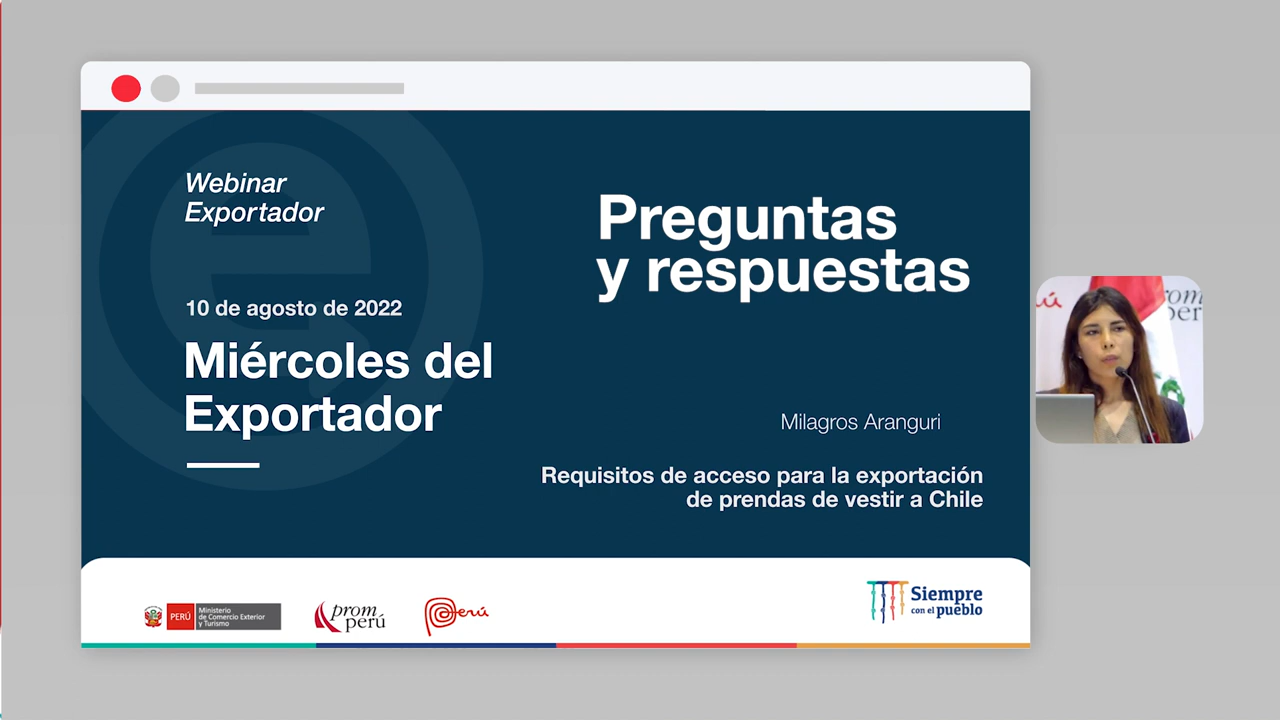 Webinar
Exportador
10 de agosto de 2022
Miércoles del
Exportador
Preguntas
y respuestas
Milagros Aranguri
Requisitos de acceso para la exportación
de prendas de vestir a Chile
PERÚ
Ministerio
de Comercio Exterior
y Turismo
prom
perú
Perú
Siempre
con el pueblo